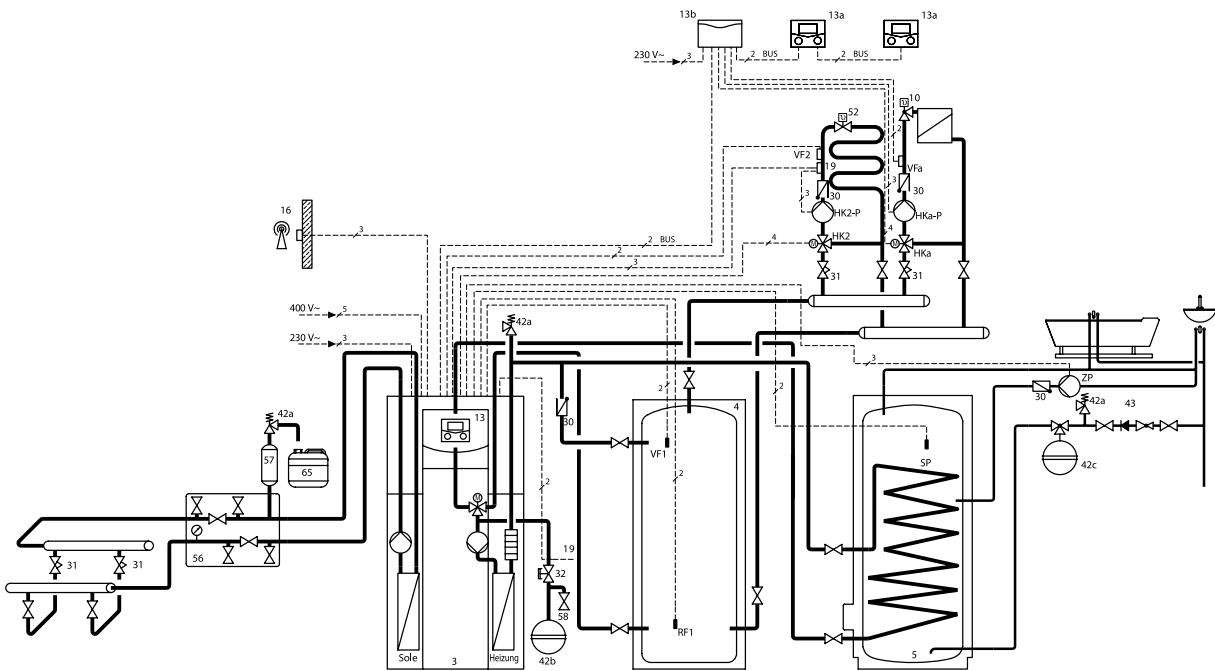 13b
13a
13a
230 V~
3
2
BUS
2
BUS
10
52
2
VF2
19
VFa
3
30
3
30
16
3
HK2-P
HKa-P
2
BUS
4
HK2
4
HKa
2
3
31
31
400 V~
5
42a
230 V~
3
3
ZP
30
42a
43
13
4
2
2
30
VF1
SP
42a
57
65
2
2
42c
M
M
M
19
56
31
31
32
58
RF1
42b
Sole
3
Heizung
5